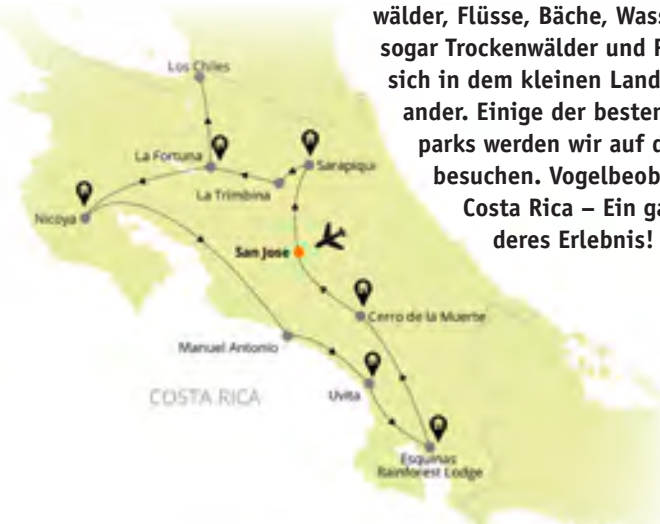 wälder, Flüsse, Bäche, Wass
sogar Trockenwälder und
sich in dem kleinen Land
ander. Einige der besten
parks werden wir auf
besuchen. Vogelbeob
Costa Rica – Ein
deres Erlebnis!
Los Chiles
La Fortuna
Sarapiqui
La Trimbina
Nicoya
San Jose
Cerro de la Muerte
Manuel Antonio
COSTA RICA
Uvita
Esquinas
Rainforest Lodge